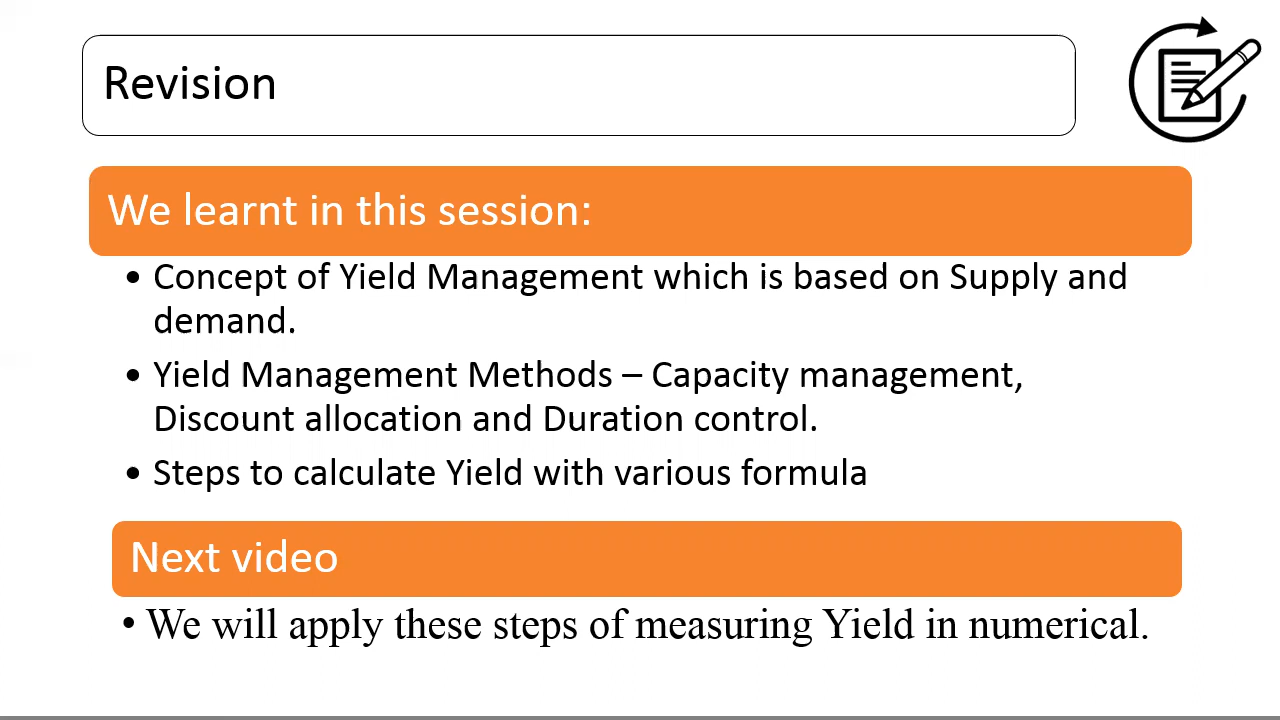 Revision
We learnt in this session:
• Concept of Yield Management which is based on Supply and
demand.
• Yield Management Methods – Capacity management,
Discount allocation and Duration control.
• Steps to calculate Yield with various formula
Next video
• We will apply these steps of measuring Yield in numerical.